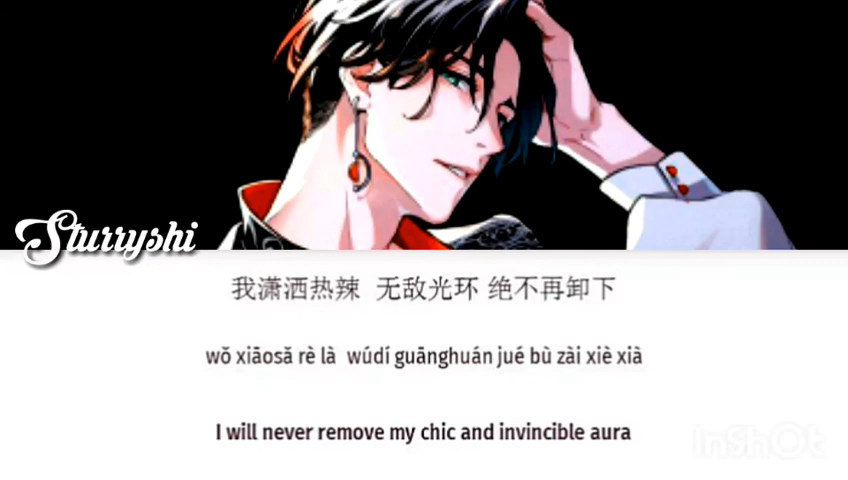 Sturryshi
我潇洒热辣 无敌光环 绝不再卸下
wǒ xiāosǎ rè là wúdí guānghuán jué bù zài xiè xià
I will never remove my chic and invincible aura
InShOt